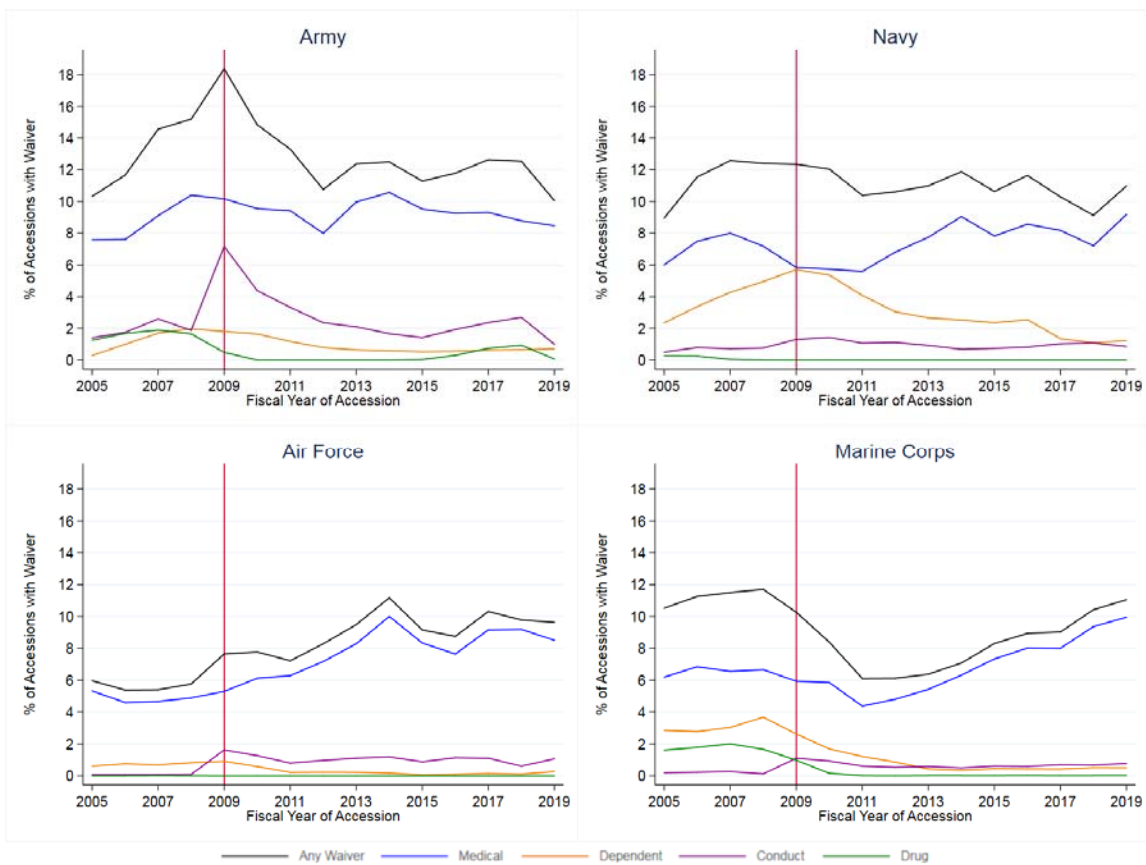 Army
% of Accessions with Waiver
18
16
14
12
10
8
6
4
2
0
2005 2007 2009 2011 2013 2015 2017 2019
Fiscal Year of Accession
Navy
% of Accessions with Waiver
18
16
14
12
10
8
6
4
2
0
2005 2007 2009 2011 2013 2015 2017 2019
Fiscal Year of Accession
Air Force
% of Accessions with Waiver
18
16
14
12
10
8
6
4
2
0
2005 2007 2009 2011 2013 2015 2017 2019
Fiscal Year of Accession
Marine Corps
% of Accessions with Waiver
18
16
14
12
10
8
6
4
2
0
2005 2007 2009 2011 2013 2015 2017 2019
Fiscal Year of Accession
Any Waiver Medical Dependent Conduct Drug